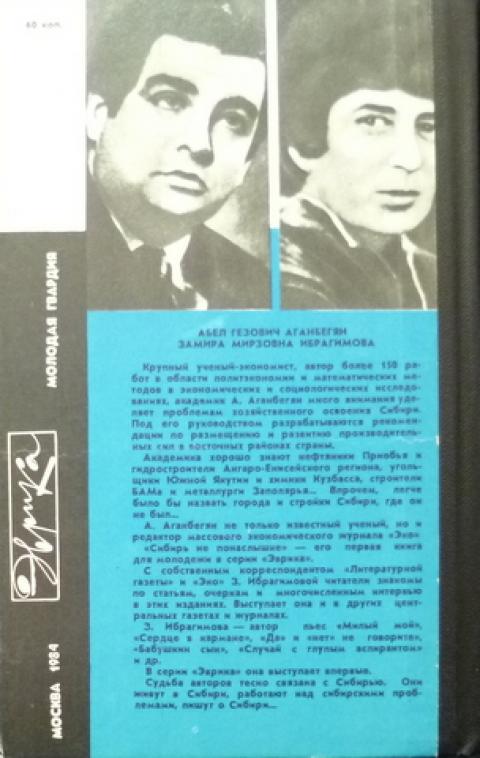 60 коп.
АБЕЛ ГЕЗОВИЧ АГАНБЕГЯН
ЗАМИРА МИРЗОВНА ИБРАГИМОВА
Крупный ученый-экономист, автор более 150 ра
бот в области политэкономии и математических ме-
тодов в экономических и социологических исследо-
ваниях, академик А. Аганбегян много внимания уде
ляет проблемам хозяйственного освоения Сибири.
Под его руководством разрабатываются рекомен-
дации по размещению и развитию производитель-
ных сил в восточных районах страны.
Академика хорошо знают нефтяники Приобья и
гидростроители Ангаро-Енисейского региона, уголь-
щики Южной Якутии и химики Кузбасса, строители
БАМа и металлурги Заполярья... Впрочем, легче
было бы назвать города и стройки Сибири, где он
не был...
А. Аганбегян не только известный ученый, но и
редактор массового экономического журнала «Эко».
«Сибирь не понаслышке» — его первая книга
для молодежи в серии «Эврика».
С собственным корреспондентом «Литературной
газеты» и «Эко» З. Ибрагимовой читатели знакомы
по статьям, очеркам и многочисленным интервью
в этих изданиях. Выступает она и в других цент-
ральных газетах и журналах.
З. Ибрагимова — автор пьес «Милый мой»,
«Сердце в кармане», «Да» и «нет» не говорите»,
«Бабушкин сын», «Случай с глупым аспирантом»
и др.
В серии «Эврика» она выступает впервые.
Судьба авторов тесно связана с Сибирью. Они
живут в Сибири, работают над сибирскими проб-
лемами, пишут о Сибири...
МОЛОДАЯ ГВАРДИЯ
Эврика
МОСКВА 1984